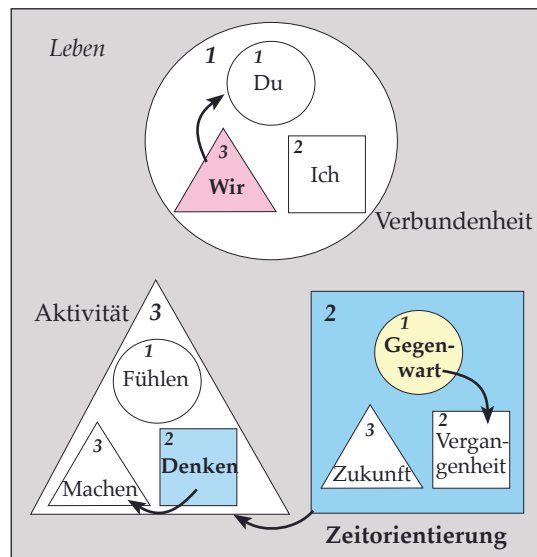 Leben
1
1
Du
3
Wir
2
Ich
Verbundenheit
Aktivität
3
1
Fühlen
3
Machen
2
Denken
2
1
Gegen-
wart
3
Zukunft
2
Vergan-
genheit
Zeitorientierung